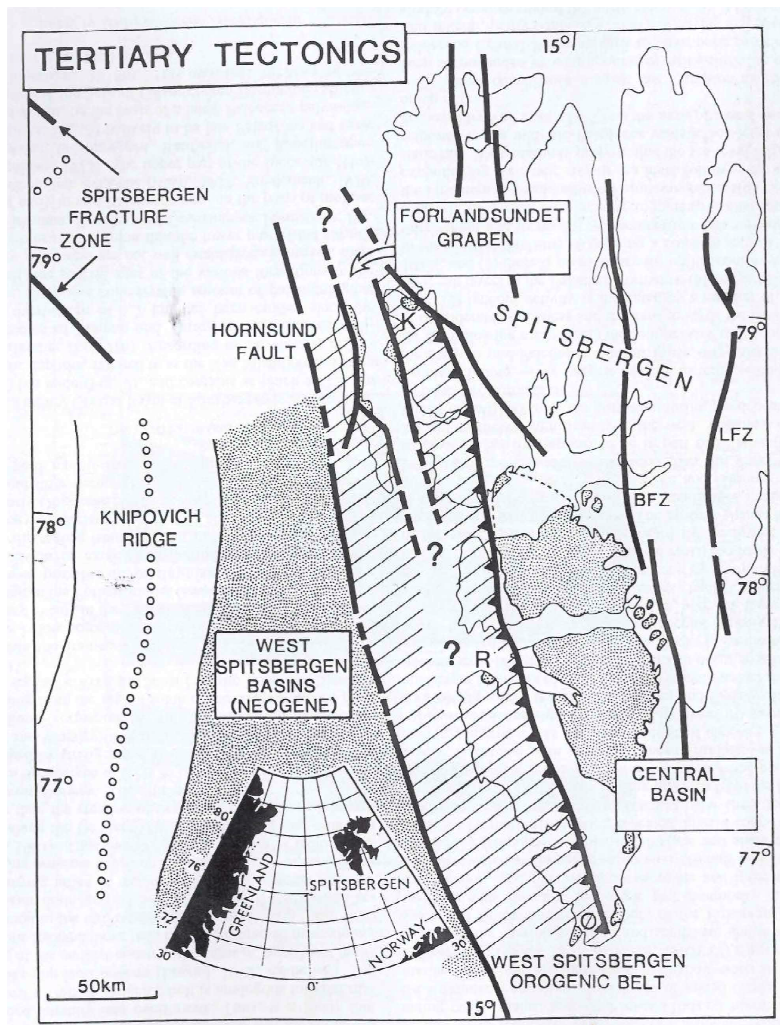 TERTIARY TECTONICS
15°
SPITSBERGEN
FRACTURE
ZONE
79°
?
FORLANDSUNDET
GRABEN
HORNSUND
FAULT
K
SPITSBERGEN
79°
LFZ
BFZ
78°
KNIPOVICH
RIDGE
?
78°
WEST
SPITSBERGEN
BASINS
(NEOGENE)
?
R
77°
CENTRAL
BASIN
80°
76°
72°
GREENLAND
SPITSBERGEN
NORWAY
77°
30°
0°
30°
Ø
WEST SPITSBERGEN
OROGENIC BELT
50km
15°